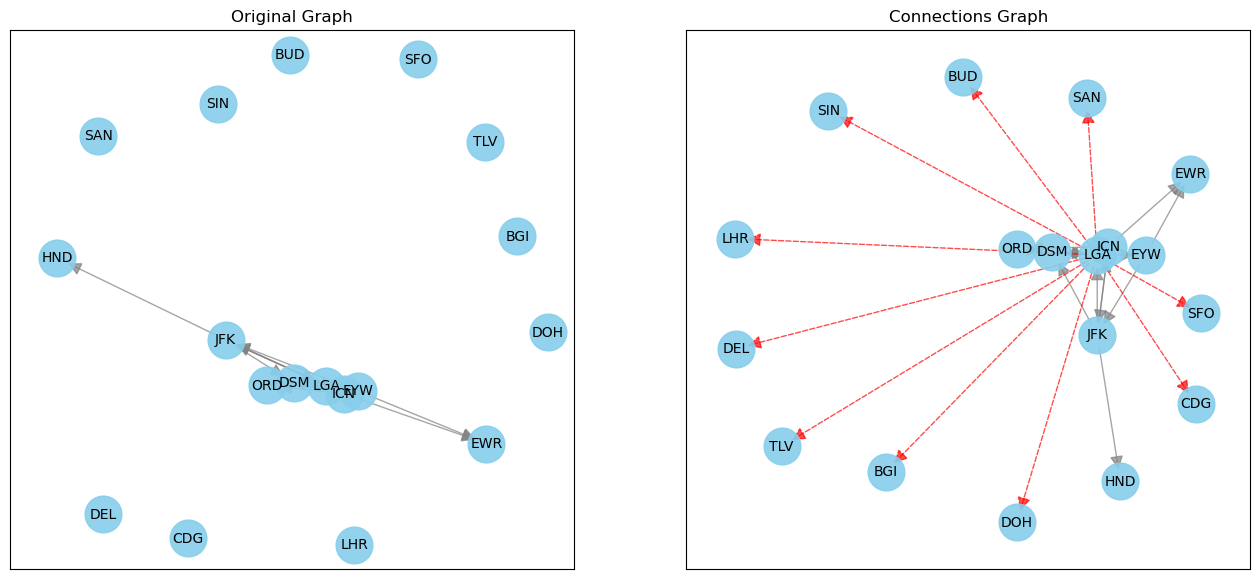 Original Graph
BUD
SFO
SIN
SAN
TLV
BGI
HND
DOH
JFK
ORD
DSM
LGA
ICN
EYW
EWR
DEL
CDG
LHR
Connections Graph
BUD
SAN
SIN
EWR
LHR
ORD
DSM
LGA
ICN
EYW
SFO
JFK
DEL
CDG
TLV
BGI
HND
DOH